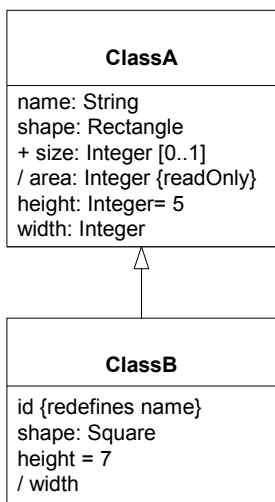 ClassA
name: String
shape: Rectangle
+ size: Integer [0..1]
/ area: Integer {readOnly}
height: Integer= 5
width: Integer
ClassB
id {redefines name}
shape: Square
height = 7
/ width